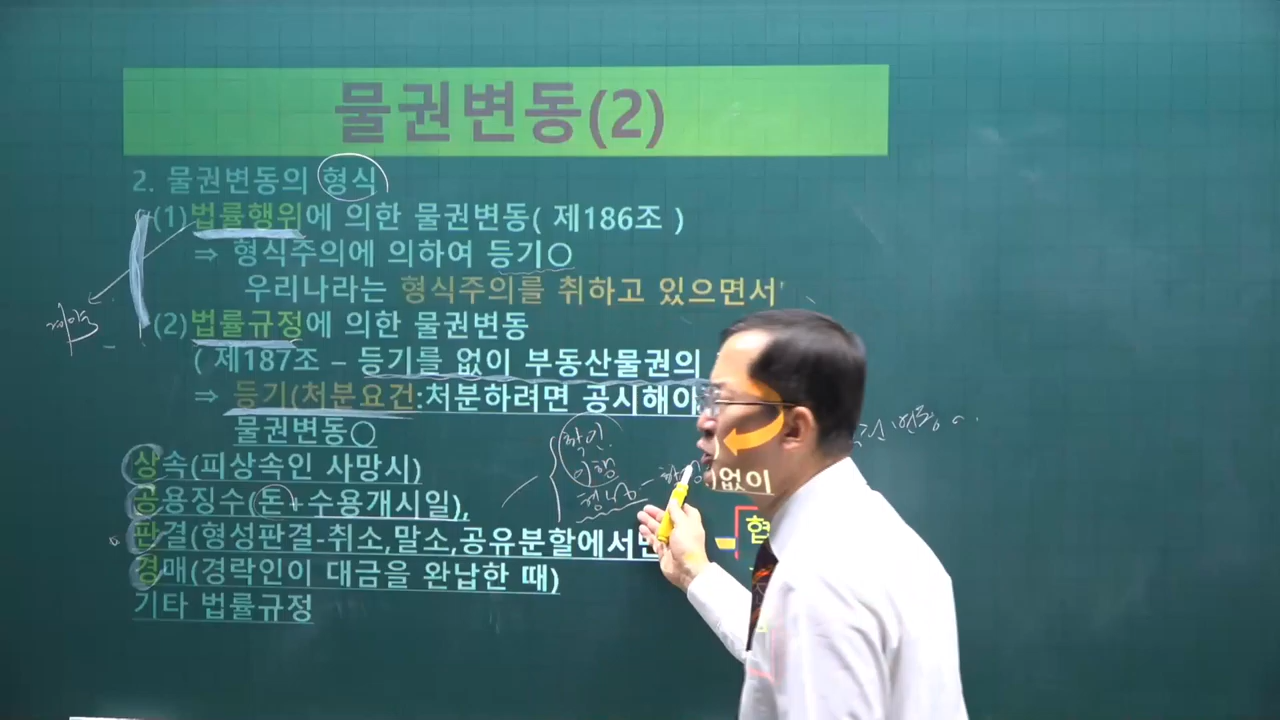 물권변동(2)
2. 물권변동의 형식
(1)법률행위에 의한 물권변동( 제186조 )
⇒ 형식주의에 의하여 등기○
우리나라는 형식주의를 취하고 있으면서
(2)법률규정에 의한 물권변동
( 제187조 – 등기를 없이 부동산물권의
⇒ 등기(처분요건:처분하려면 공시해야
물권변동○
확인
이행
형성
없이
상속(피상속인 사망시)
공용징수(돈+수용개시일),
판결(형성판결-취소,말소,공유분할에서만
협
경매(경락인이 대금을 완납한 때)
기타 법률규정